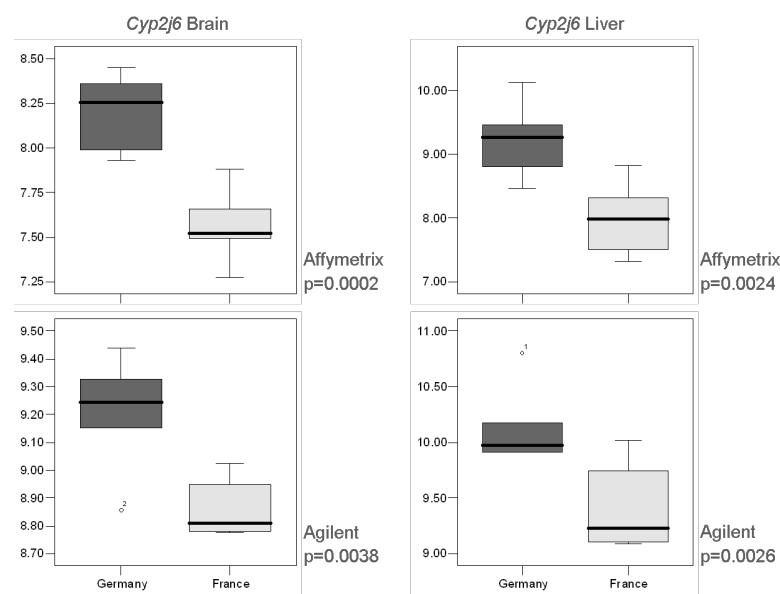 Cyp2j6 Brain
8.50
8.25
8.00
7.75
7.50
7.25
Affymetrix
p=0.0002
Cyp2j6 Liver
10.00
9.00
8.00
7.00
Affymetrix
p=0.0024
9.50
9.40
9.30
9.20
9.10
9.00
8.90
8.80
8.70
2
Germany France
Agilent
p=0.0038
11.00
10.50
10.00
9.50
9.00
1
Germany France
Agilent
p=0.0026